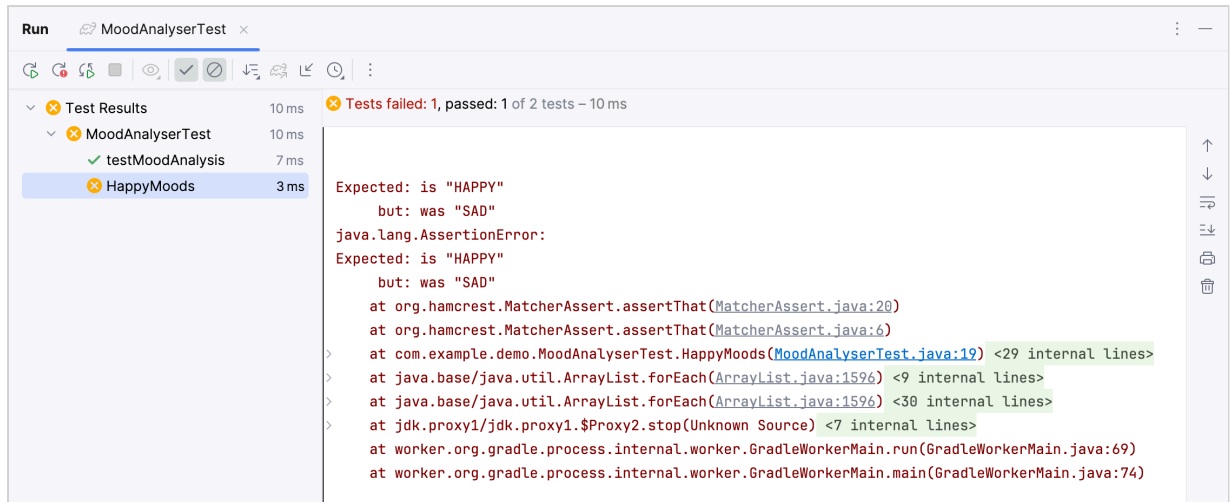 Run MoodAnalyserTest
Test Results 10 ms
MoodAnalyserTest 10 ms
testMoodAnalysis 7 ms
HappyMoods 3 ms
Tests failed: 1, passed: 1 of 2 tests – 10 ms
Expected: is "HAPPY"
but: was "SAD"
java.lang.AssertionError:
Expected: is "HAPPY"
but: was "SAD"
at org.hamcrest.MatcherAssert.assertThat(MatcherAssert.java:20)
at org.hamcrest.MatcherAssert.assertThat(MatcherAssert.java:6)
at com.example.demo.MoodAnalyserTest.HappyMoods(MoodAnalyserTest.java:19) <29 internal lines>
at java.base/java.util.ArrayList.forEach(ArrayList.java:1596) <9 internal lines>
at java.base/java.util.ArrayList.forEach(ArrayList.java:1596) <30 internal lines>
at jdk.proxy1/jdk.proxy1.$Proxy2.stop(Unknown Source) <7 internal lines>
at worker.org.gradle.process.internal.worker.GradleWorkerMain.run(GradleWorkerMain.java:69)
at worker.org.gradle.process.internal.worker.GradleWorkerMain.main(GradleWorkerMain.java:74)